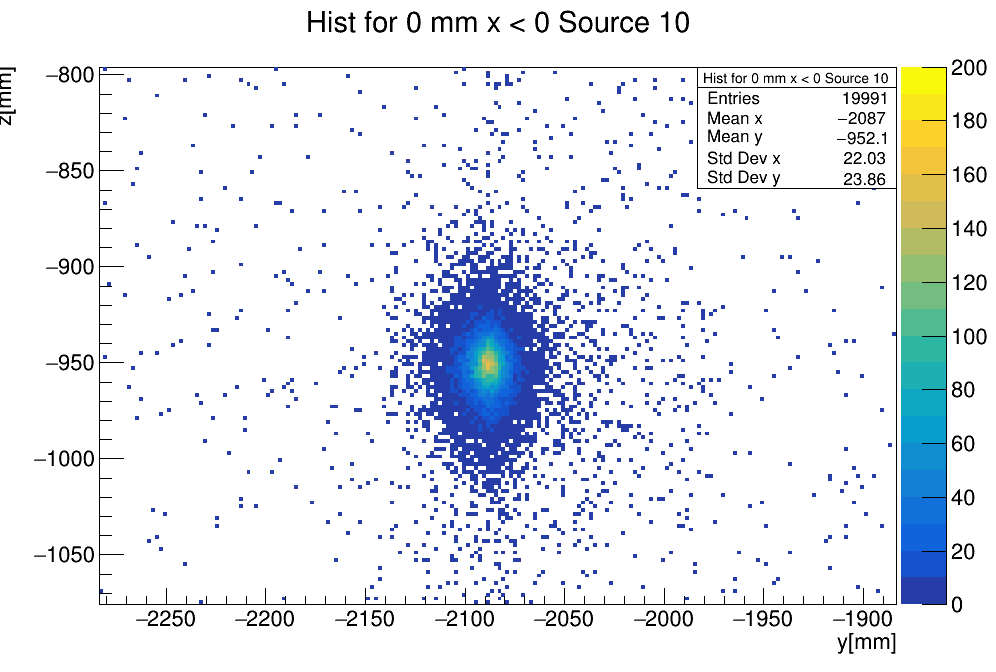 Hist for 0 mm x < 0 Source 10
z[mm]
−800
−850
−900
−950
−1000
−1050
Hist for 0 mm x < 0 Source 10
Entries 19991
Mean x −2087
Mean y −952.1
Std Dev x 22.03
Std Dev y 23.86
200
180
160
140
120
100
80
60
40
20
0
−2250 −2200 −2150 −2100 −2050 −2000 −1950 −1900
y[mm]